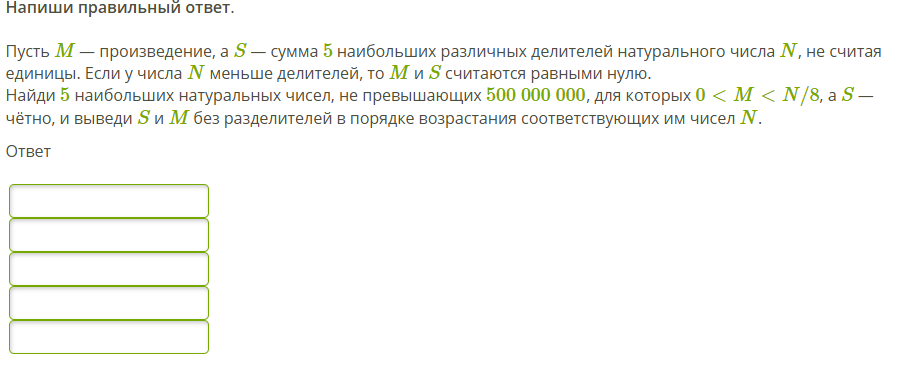 Напиши правильный ответ.
Пусть M — произведение, а S — сумма 5 наибольших различных делителей натурального числа N, не считая
единицы. Если у числа N меньше делителей, то M и S считаются равными нулю.
Найди 5 наибольших натуральных чисел, не превышающих 500 000 000, для которых 0 < M < N/8, а S —
чётно, и выведи S и M без разделителей в порядке возрастания соответствующих им чисел N.
Ответ